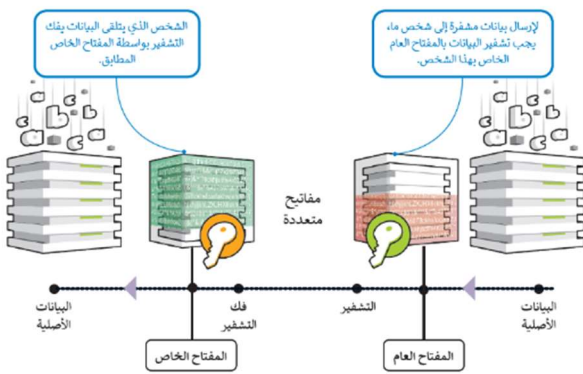 لإرسال بيانات مشفرة إلى شخص ما،
يجب تشفير البيانات بالمفتاح العام
الخاص بهذا الشخص.
الشخص الذي يتلقى البيانات يفك
التشفير بواسطة المفتاح الخاص
المطابق.
مفاتيح
متعددة
البيانات
الأصلية
التشفير
فك
التشفير
البيانات
الأصلية
المفتاح العام
المفتاح الخاص